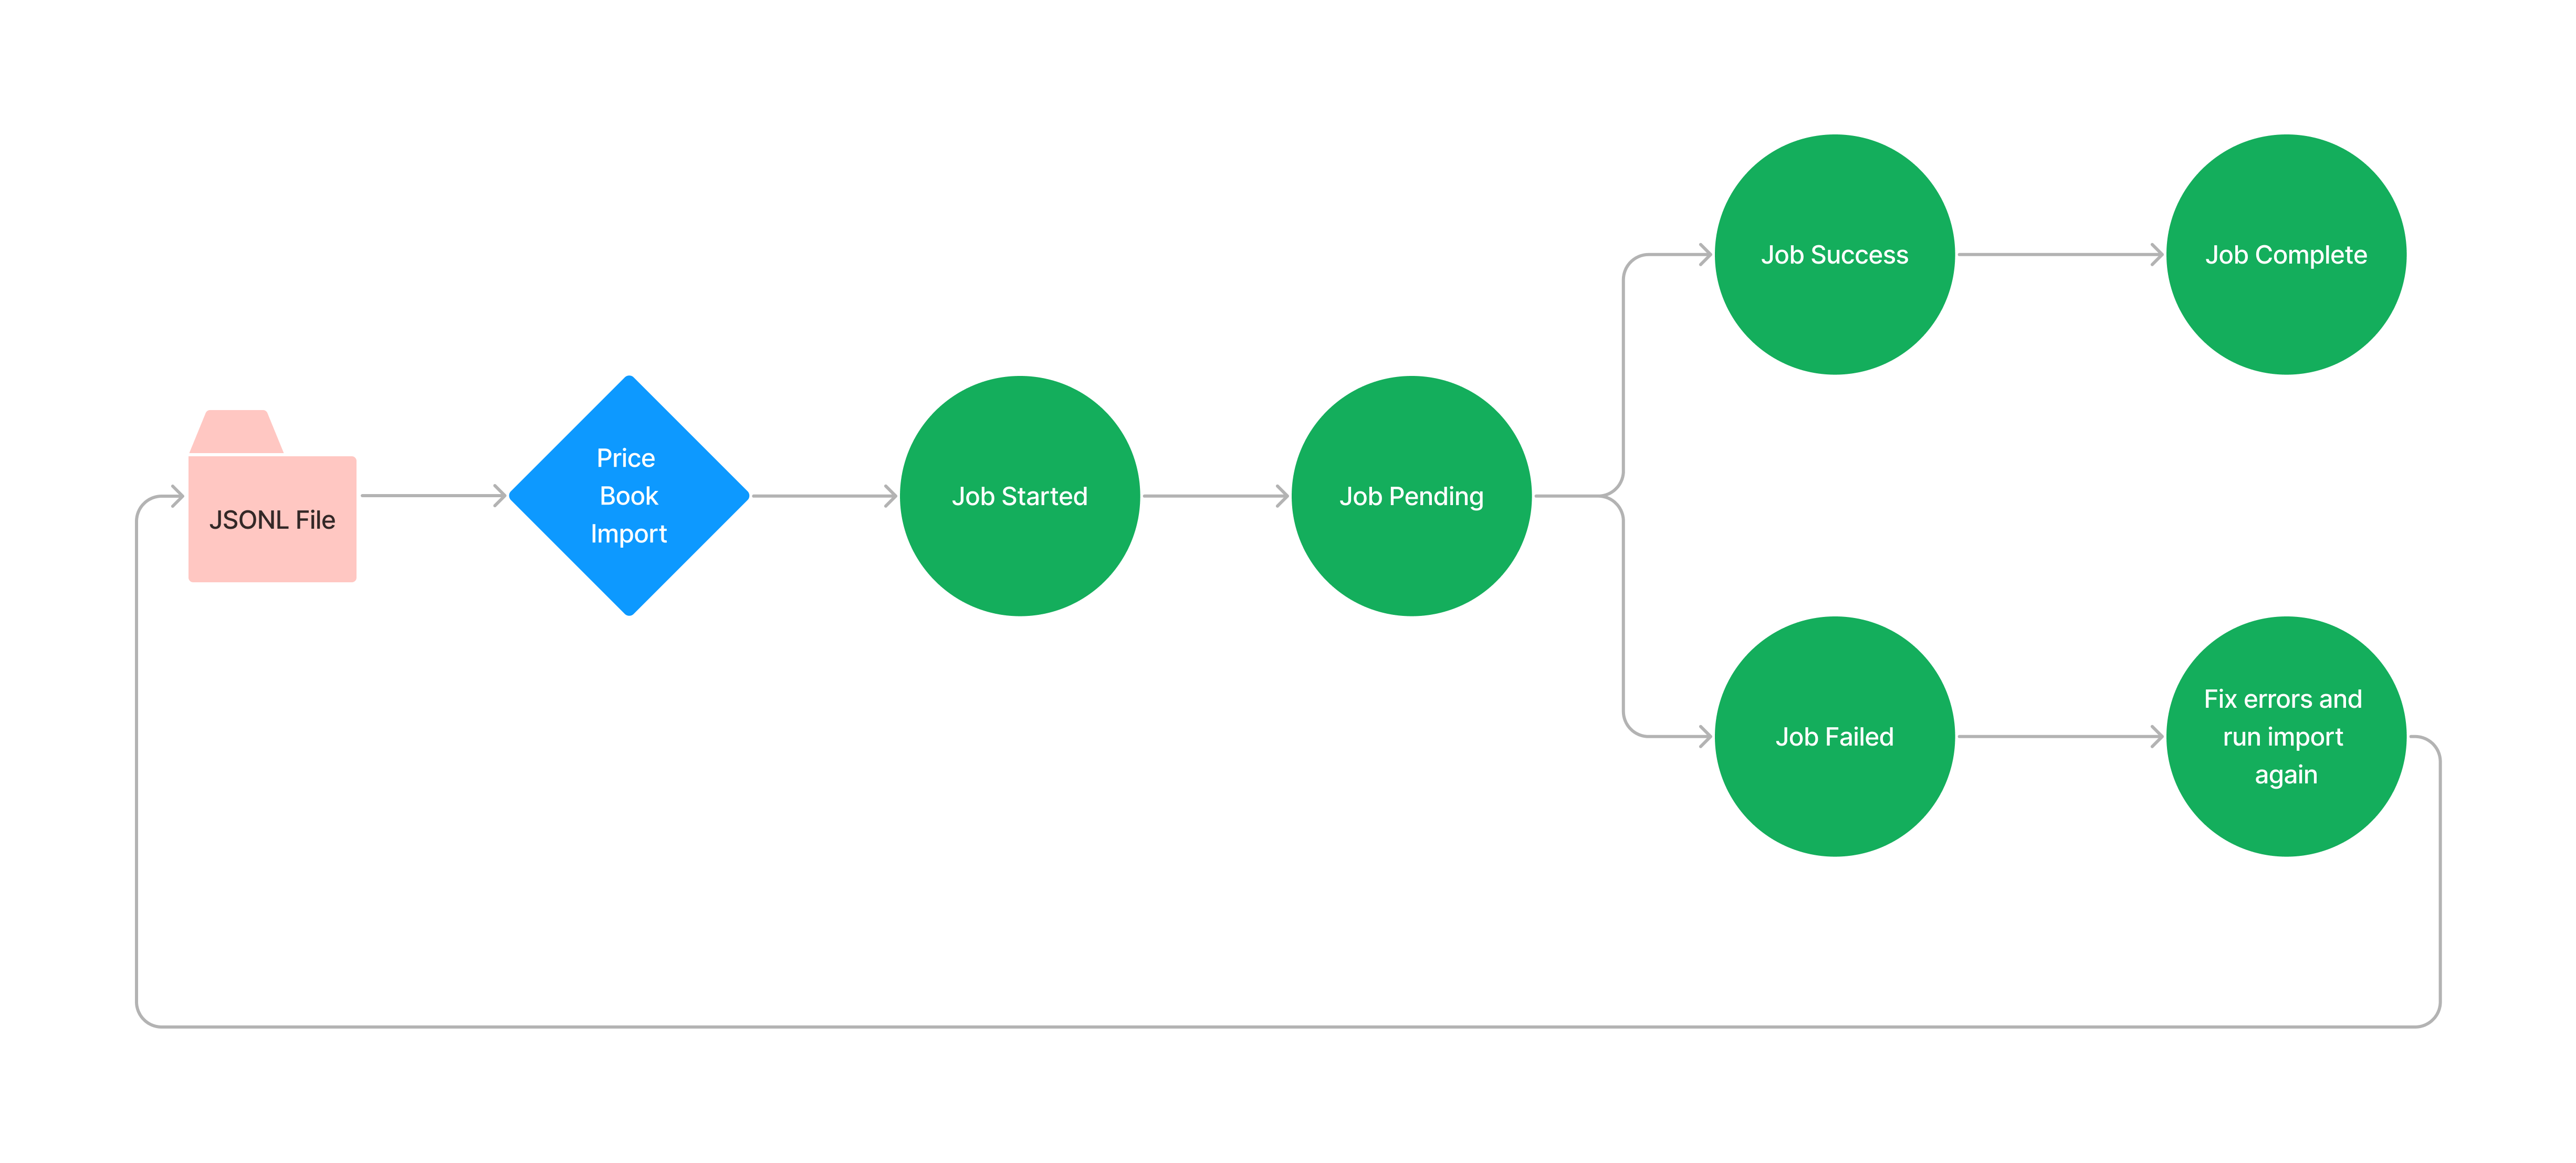 JSONL File
Price
Book
Import
Job Started
Job Pending
Job Success
Job Complete
Job Failed
Fix errors and
run import
again